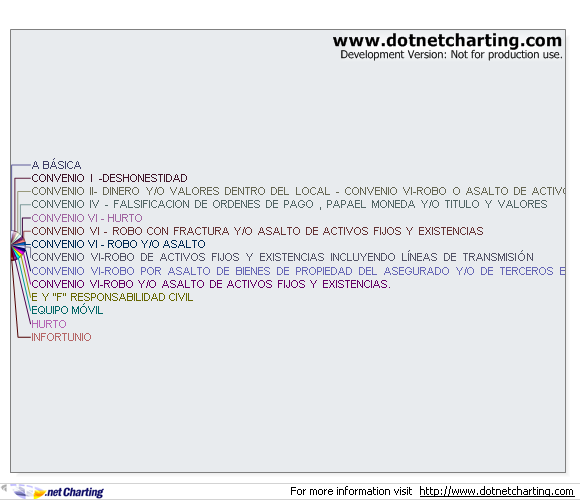 www.dotnetcharting.com
Development Version: Not for production use.
A BÁSICA
CONVENIO I -DESHONESTIDAD
CONVENIO II- DINERO Y/O VALORES DENTRO DEL LOCAL - CONVENIO VI-ROBO O ASALTO DE ACTIVO
CONVENIO IV - FALSIFICACION DE ORDENES DE PAGO , PAPAEL MONEDA Y/O TITULO Y VALORES
CONVENIO VI - HURTO
CONVENIO VI - ROBO CON FRACTURA Y/O ASALTO DE ACTIVOS FIJOS Y EXISTENCIAS
CONVENIO VI - ROBO Y/O ASALTO
CONVENIO VI-ROBO DE ACTIVOS FIJOS Y EXISTENCIAS INCLUYENDO LÍNEAS DE TRANSMISIÓN
CONVENIO VI-ROBO POR ASALTO DE BIENES DE PROPIEDAD DEL ASEGURADO Y/O DE TERCEROS E
CONVENIO VI-ROBO Y/O ASALTO DE ACTIVOS FIJOS Y EXISTENCIAS.
E Y "F" RESPONSABILIDAD CIVIL
EQUIPO MÓVIL
HURTO
INFORTUNIO
.net Charting
For more information visit http://www.dotnetcharting.com